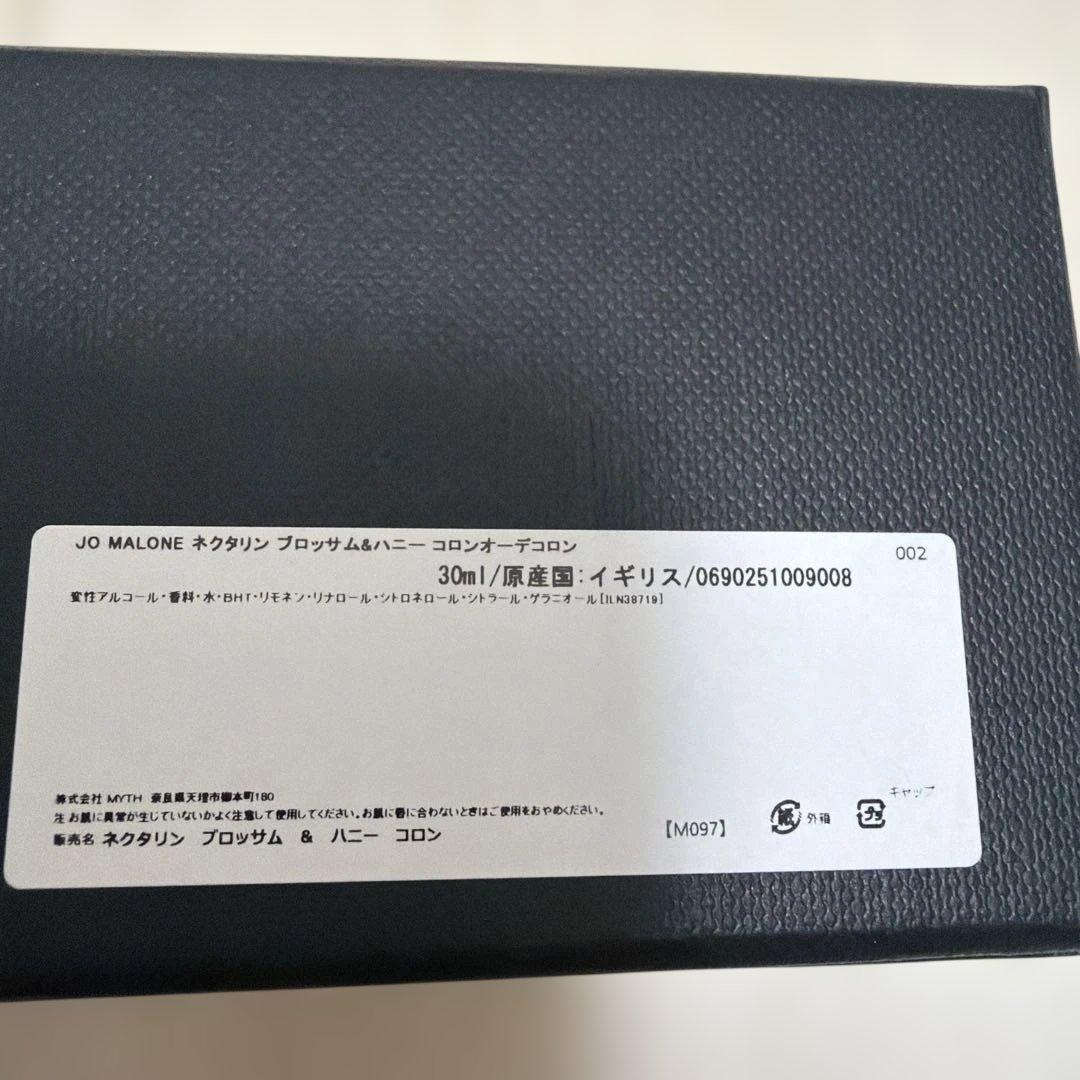 JO MALONE ネクタリン ブロッサム&ハニー コロンオーデコロン
002
30ml/原産国:イギリス/0690251009008
変性アルコール・香料・水・BHT・リモネン・リナロール・シトロネロール・シトラール・ゲラニオール[ILN38719]
キャップ
株式会社 MYTH 奈良県天理市柳本町180
注 お肌に異常が生じていないかよく注意して使用してください。お肌に合わないときはご使用をおやめください。
販売名 ネクタリン ブロッサム & ハニー コロン
【M097】
紙 外箱
プラ